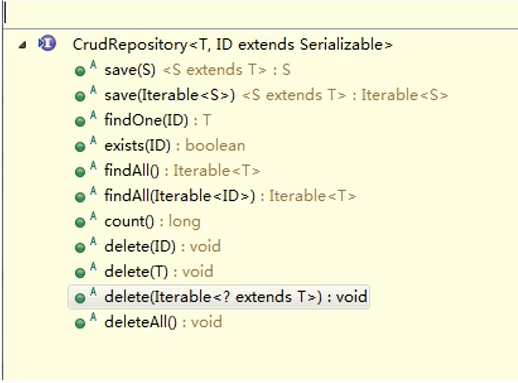 CrudRepository<T, ID extends Serializable>
A save(S) <S extends T> : S
A save(Iterable<S>) <S extends T> : Iterable<S>
A findOne(ID) : T
A exists(ID) : boolean
A findAll() : Iterable<T>
A findAll(Iterable<ID>) : Iterable<T>
A count() : long
A delete(ID) : void
A delete(T) : void
A delete(Iterable<? extends T>) : void
A deleteAll() : void